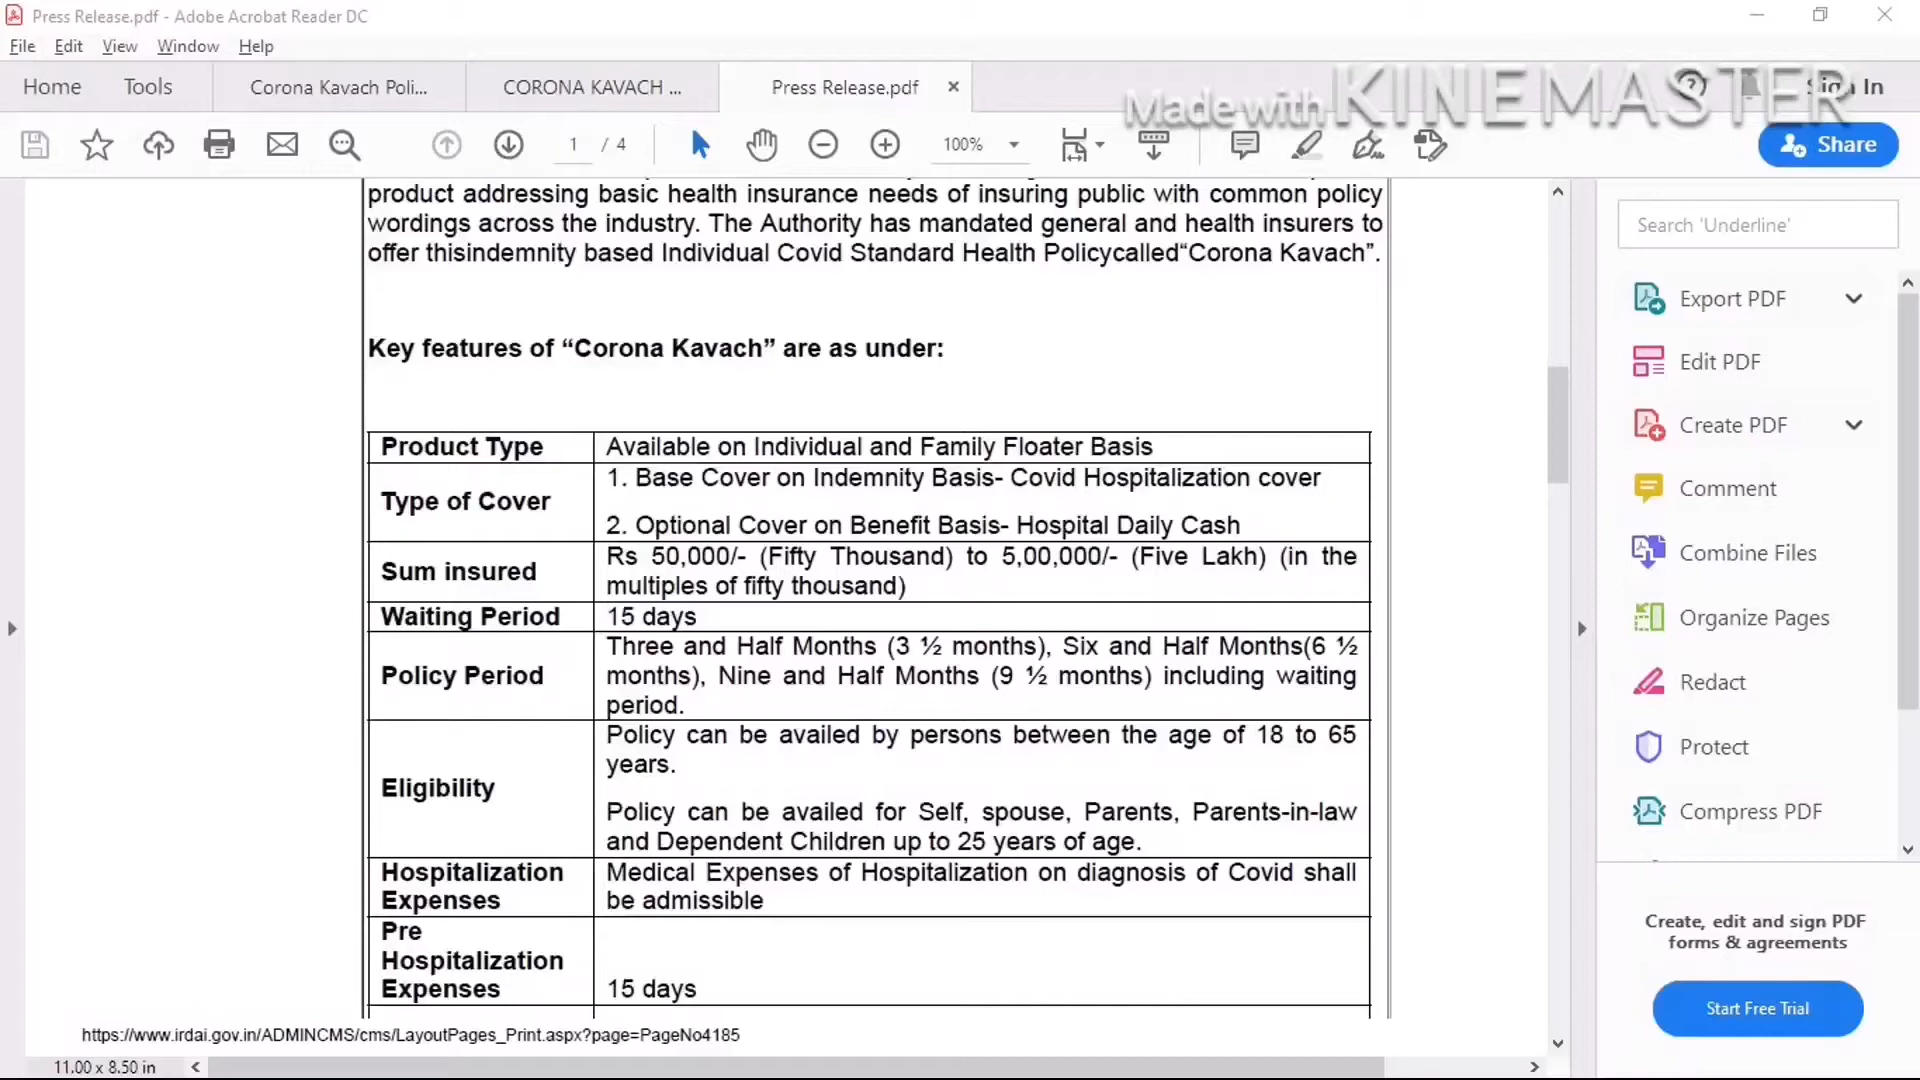 Press Release.pdf - Adobe Acrobat Reader DC
File Edit View Window Help
Home Tools Corona Kavach Poli... CORONA KAVACH ... Press Release.pdf Sign In
Made with KINEMASTER
1 / 4 100% Share
product addressing basic health insurance needs of insuring public with common policy
wordings across the industry. The Authority has mandated general and health insurers to
offer thisindemnity based Individual Covid Standard Health Policycalled“Corona Kavach”.
Key features of “Corona Kavach” are as under:
Product Type Available on Individual and Family Floater Basis
Type of Cover
1. Base Cover on Indemnity Basis- Covid Hospitalization cover
2. Optional Cover on Benefit Basis- Hospital Daily Cash
Sum insured
Rs 50,000/- (Fifty Thousand) to 5,00,000/- (Five Lakh) (in the
multiples of fifty thousand)
Waiting Period 15 days
Policy Period
Three and Half Months (3 ½ months), Six and Half Months(6 ½
months), Nine and Half Months (9 ½ months) including waiting
period.
Eligibility
Policy can be availed by persons between the age of 18 to 65
years.
Policy can be availed for Self, spouse, Parents, Parents-in-law
and Dependent Children up to 25 years of age.
Hospitalization
Expenses
Medical Expenses of Hospitalization on diagnosis of Covid shall
be admissible
Pre
Hospitalization
Expenses
15 days
https://www.irdai.gov.in/ADMINCMS/cms/LayoutPages_Print.aspx?page=PageNo4185
11.00 x 8.50 in
Search 'Underline'
Export PDF
Edit PDF
Create PDF
Comment
Combine Files
Organize Pages
Redact
Protect
Compress PDF
Create, edit and sign PDF
forms & agreements
Start Free Trial